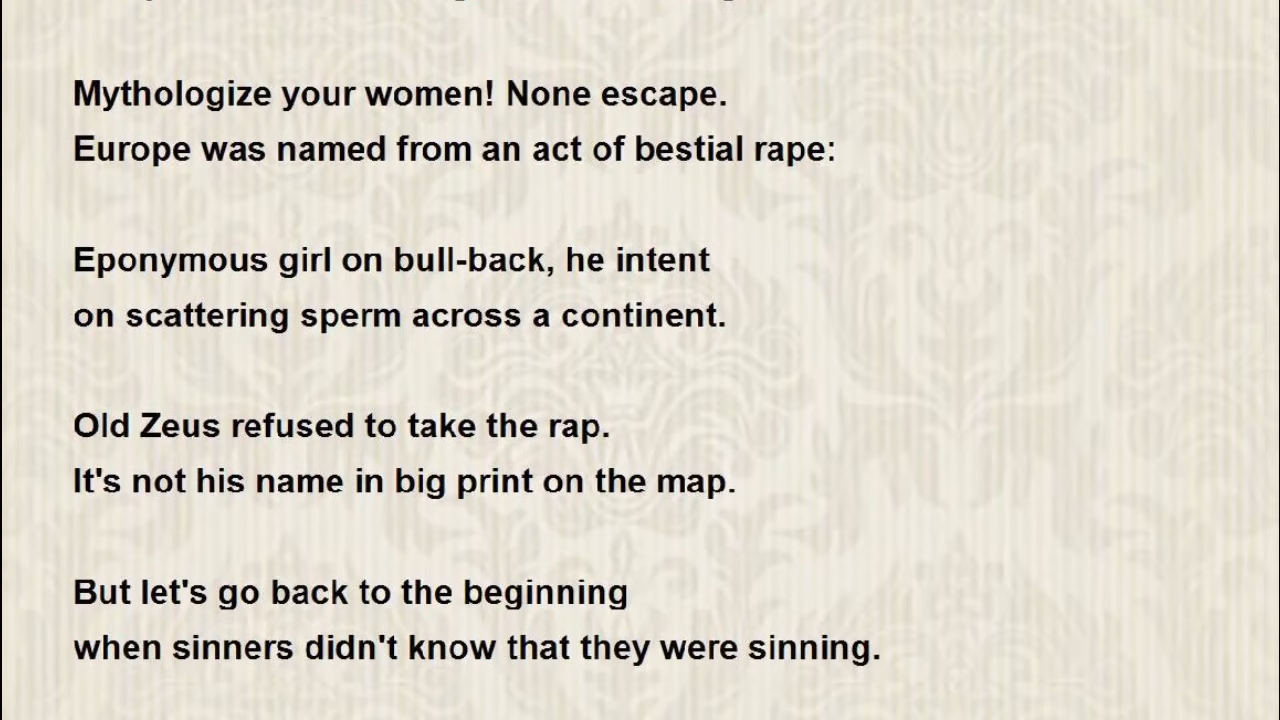 Mythologize your women! None escape.
Europe was named from an act of bestial rape:
Eponymous girl on bull-back, he intent
on scattering sperm across a continent.
Old Zeus refused to take the rap.
It's not his name in big print on the map.
But let's go back to the beginning
when sinners didn't know that they were sinning.